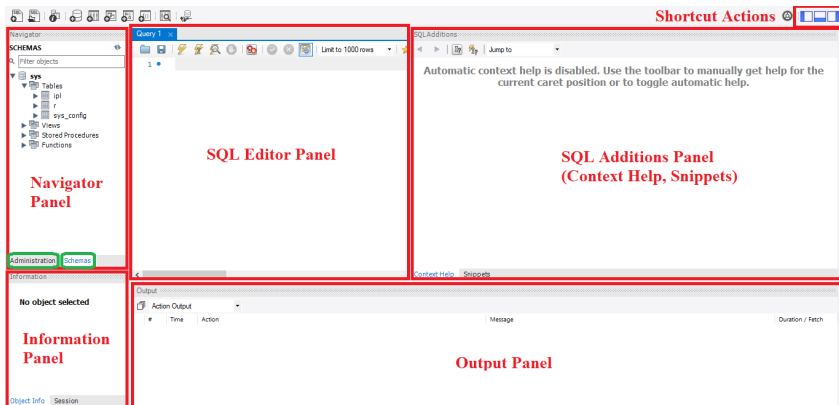 Shortcut Actions
Navigator
SCHEMAS
Filter objects
sys
Tables
ipl
r
sys_config
Views
Stored Procedures
Functions
Navigator
Panel
Administration Schemas
Query 1
Limit to 1000 rows
1
SQL Editor Panel
SQLAdditions
Jump to
Automatic context help is disabled. Use the toolbar to manually get help for the
current caret position or to toggle automatic help.
SQL Additions Panel
(Context Help, Snippets)
Context Help Snippets
Information
No object selected
Information
Panel
Object Info Session
Output
Action Output
# Time Action Message Duration / Fetch
Output Panel